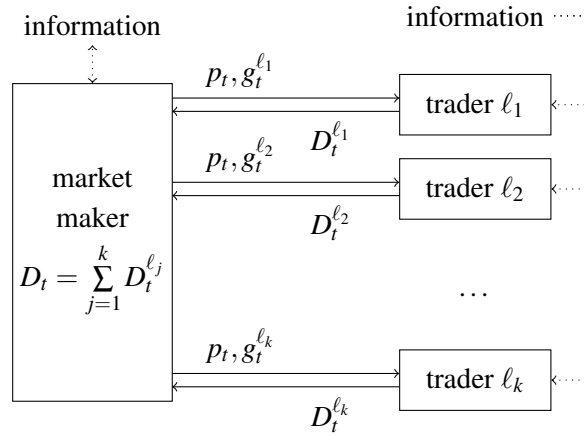 information
information
p_t, g_t^{ℓ_1}
trader ℓ_1
D_t^{ℓ_1}
p_t, g_t^{ℓ_2}
trader ℓ_2
D_t^{ℓ_2}
market
maker
D_t = \sum_{j=1}^{k} D_t^{ℓ_j}
...
p_t, g_t^{ℓ_k}
trader ℓ_k
D_t^{ℓ_k}